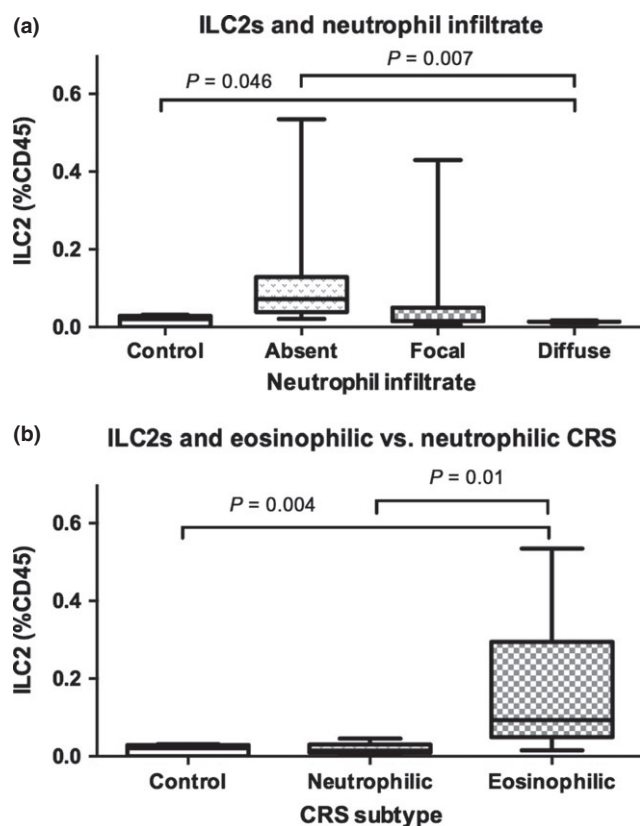 (a)
ILC2s and neutrophil infiltrate
P = 0.007
P = 0.046
0.6
0.4
0.2
0.0
ILC2 (%CD45)
Control Absent Focal Diffuse
Neutrophil infiltrate
(b)
ILC2s and eosinophilic vs. neutrophilic CRS
P = 0.01
P = 0.004
0.6
0.4
0.2
0.0
ILC2 (%CD45)
Control Neutrophilic Eosinophilic
CRS subtype